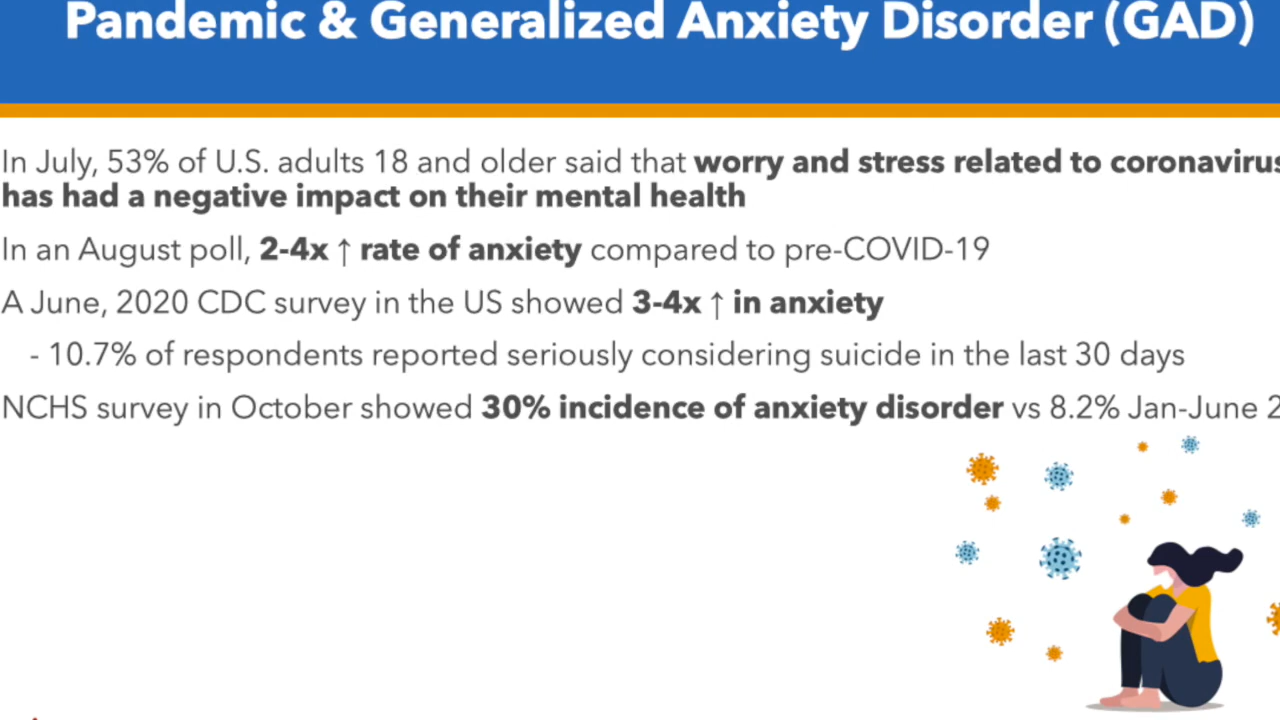 Pandemic & Generalized Anxiety Disorder (GAD)
In July, 53% of U.S. adults 18 and older said that worry and stress related to coronavirus
has had a negative impact on their mental health
In an August poll, 2-4x ↑ rate of anxiety compared to pre-COVID-19
A June, 2020 CDC survey in the US showed 3-4x ↑ in anxiety
- 10.7% of respondents reported seriously considering suicide in the last 30 days
NCHS survey in October showed 30% incidence of anxiety disorder vs 8.2% Jan-June